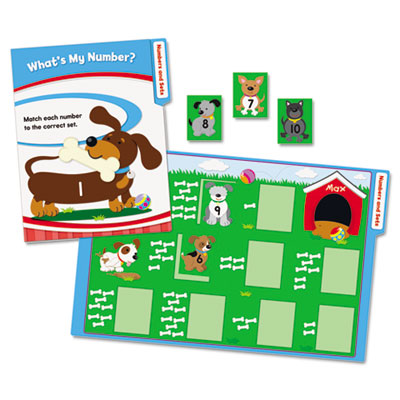 What's My Number?
Numbers and Sets
Match each number
to the correct set.
1
8
7
10
Max
Numbers and Sets
9
6